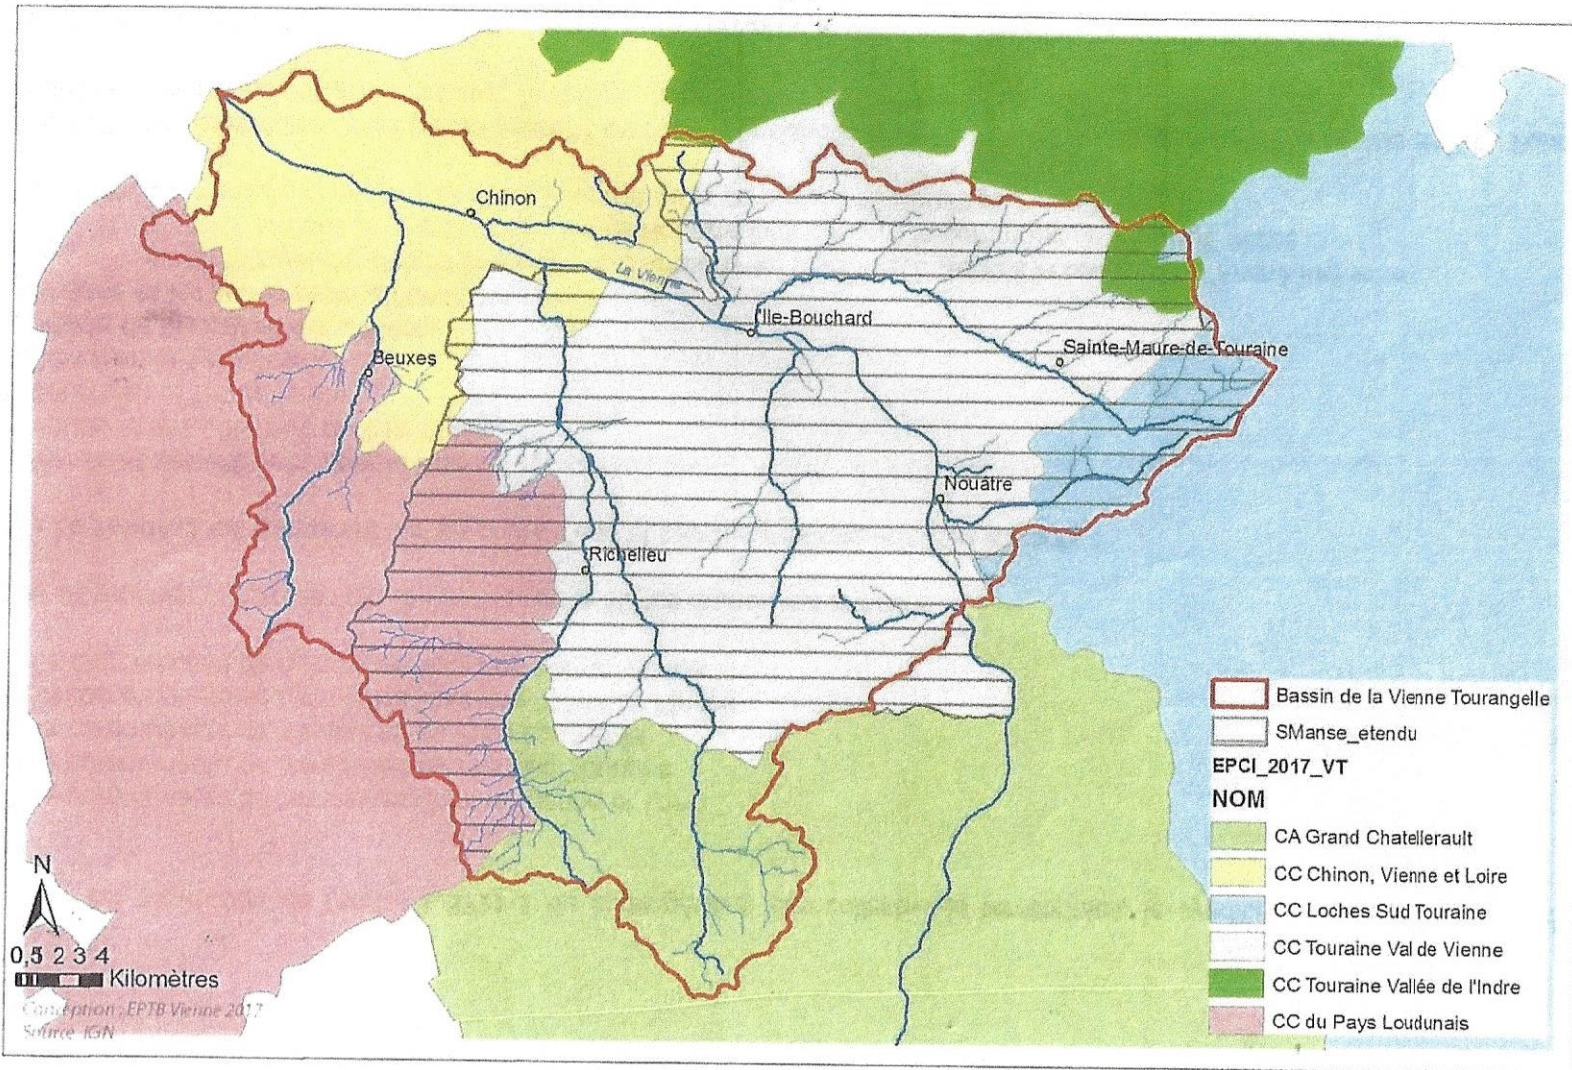 Chinon
La Vienne
Ile-Bouchard
Sainte-Maure-de-Touraine
Beuxes
Nouâtre
Richelieu
Bassin de la Vienne Tourangelle
SManse_etendu
EPCI_2017_VT
NOM
CA Grand Chatellerault
CC Chinon, Vienne et Loire
CC Loches Sud Touraine
CC Touraine Val de Vienne
CC Touraine Vallée de l'Indre
CC du Pays Loudunais
N
2 3 4
Kilomètres
Conception : EPTB Vienne 2017
Source IGN